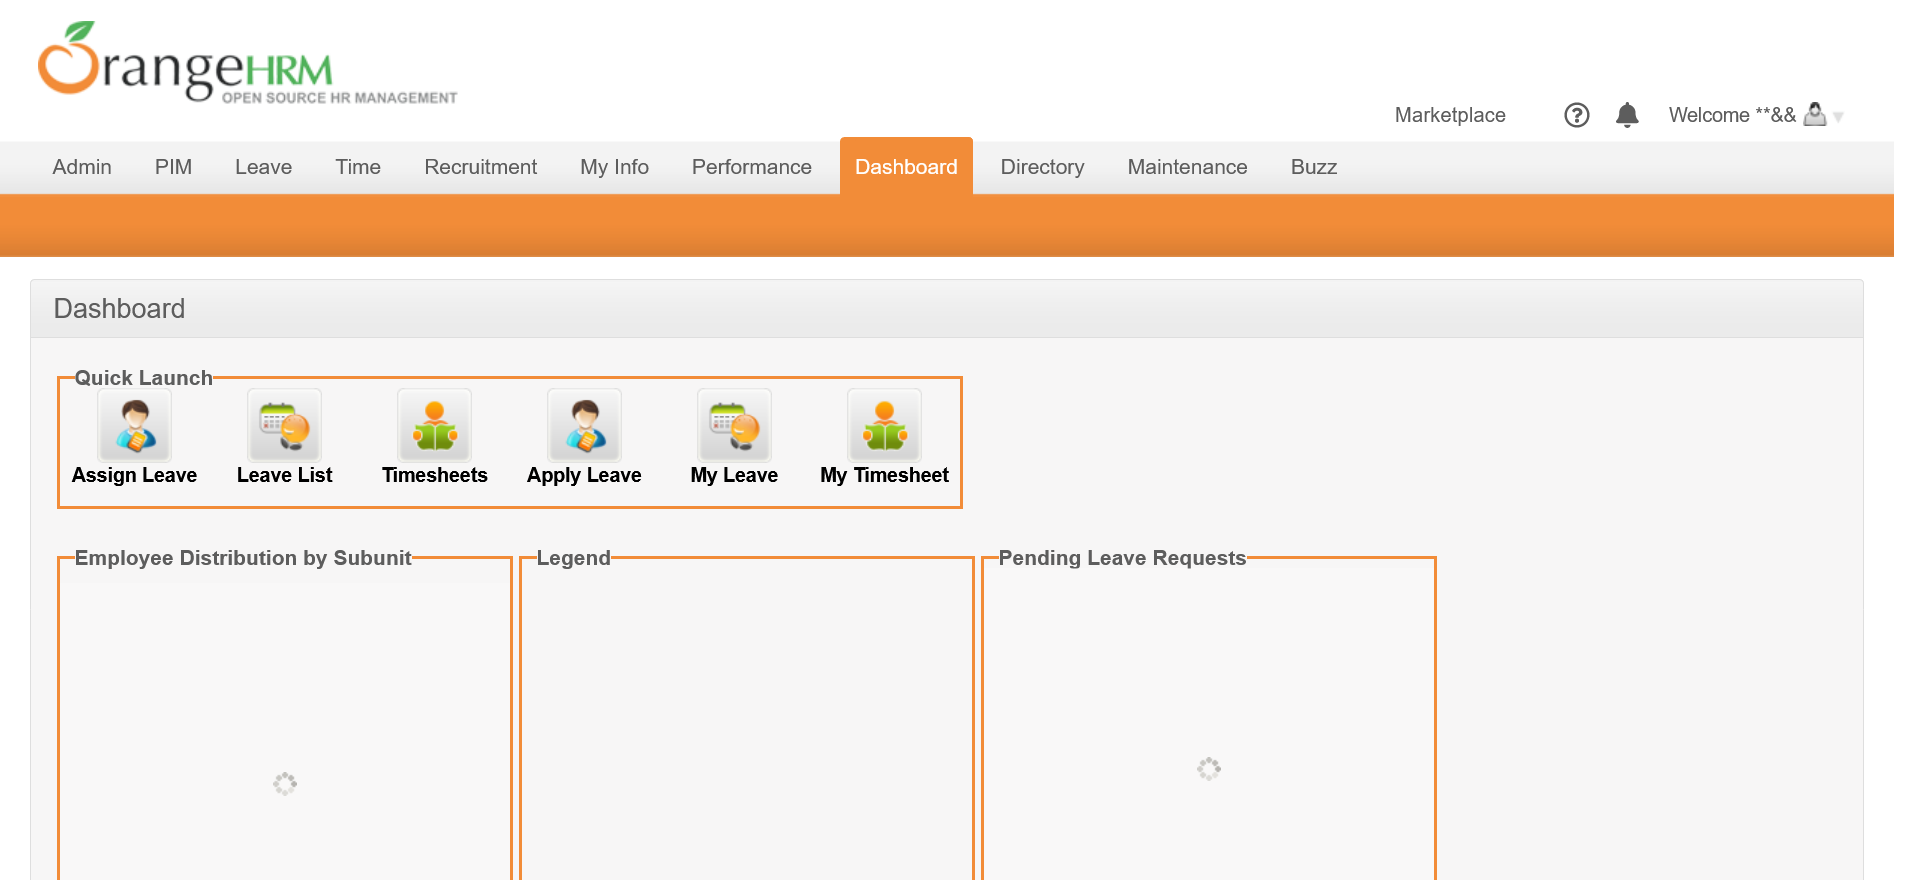 OrangeHRM
OPEN SOURCE HR MANAGEMENT
Marketplace ? Welcome **&&
Admin PIM Leave Time Recruitment My Info Performance Dashboard Directory Maintenance Buzz
Dashboard
Quick Launch
Assign Leave Leave List Timesheets Apply Leave My Leave My Timesheet
Employee Distribution by Subunit Legend Pending Leave Requests